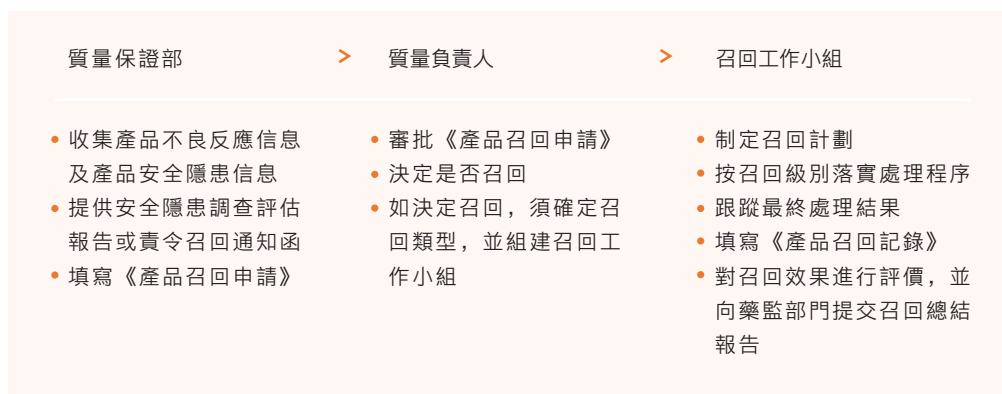 質量保證部 > 質量負責人 > 召回工作小組
• 收集產品不良反應信息
及產品安全隱患信息
• 提供安全隱患調查評估
報告或責令召回通知函
• 填寫《產品召回申請》
• 審批《產品召回申請》
• 決定是否召回
• 如決定召回，須確定召
回類型，並組建召回工
作小組
• 制定召回計劃
• 按召回級別落實處理程序
• 跟蹤最終處理結果
• 填寫《產品召回記錄》
• 對召回效果進行評價，並
向藥監部門提交召回總結
報告